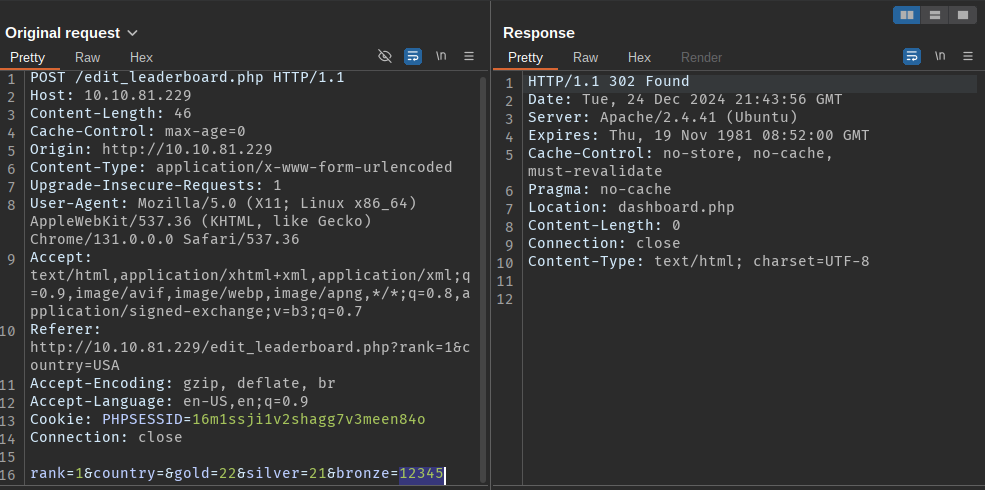 Original request
Pretty Raw Hex \n
1 POST /edit_leaderboard.php HTTP/1.1
2 Host: 10.10.81.229
3 Content-Length: 46
4 Cache-Control: max-age=0
5 Origin: http://10.10.81.229
6 Content-Type: application/x-www-form-urlencoded
7 Upgrade-Insecure-Requests: 1
8 User-Agent: Mozilla/5.0 (X11; Linux x86_64)
AppleWebKit/537.36 (KHTML, like Gecko)
Chrome/131.0.0.0 Safari/537.36
9 Accept:
text/html,application/xhtml+xml,application/xml;q
=0.9,image/avif,image/webp,image/apng,*/*;q=0.8,a
pplication/signed-exchange;v=b3;q=0.7
10 Referer:
http://10.10.81.229/edit_leaderboard.php?rank=1&c
ountry=USA
11 Accept-Encoding: gzip, deflate, br
12 Accept-Language: en-US,en;q=0.9
13 Cookie: PHPSESSID=16m1ssji1v2shagg7v3meen84o
14 Connection: close
15
16 rank=1&country=&gold=22&silver=21&bronze=12345
Response
Pretty Raw Hex Render \n
1 HTTP/1.1 302 Found
2 Date: Tue, 24 Dec 2024 21:43:56 GMT
3 Server: Apache/2.4.41 (Ubuntu)
4 Expires: Thu, 19 Nov 1981 08:52:00 GMT
5 Cache-Control: no-store, no-cache,
must-revalidate
6 Pragma: no-cache
7 Location: dashboard.php
8 Content-Length: 0
9 Connection: close
10 Content-Type: text/html; charset=UTF-8
11
12